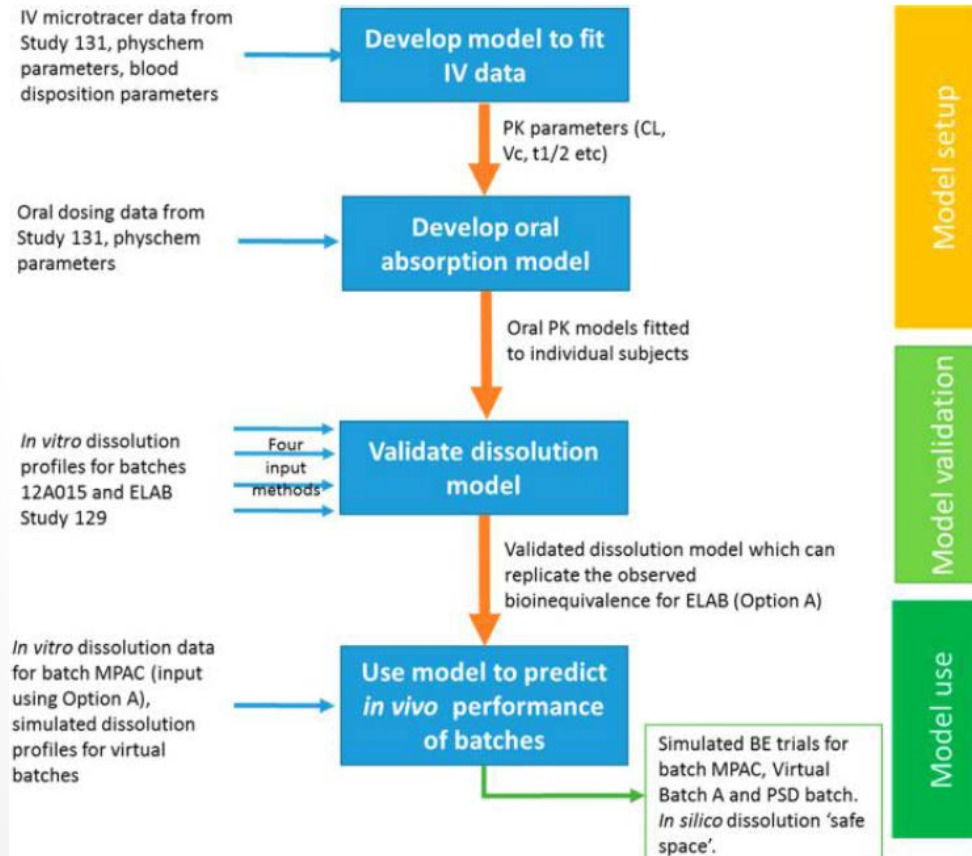 IV microtracer data from
Study 131, physchem
parameters, blood
disposition parameters
Develop model to fit
IV data
PK parameters (CL,
Vc, t1/2 etc)
Oral dosing data from
Study 131, physchem
parameters
Develop oral
absorption model
Model setup
Oral PK models fitted
to individual subjects
In vitro dissolution
profiles for batches
12A015 and ELAB
Study 129
Four
input
methods
Validate dissolution
model
Model validation
Validated dissolution model which can
replicate the observed
bioinequivalence for ELAB (Option A)
In vitro dissolution data
for batch MPAC (input
using Option A),
simulated dissolution
profiles for virtual
batches
Use model to predict
in vivo performance
of batches
Model use
Simulated BE trials for
batch MPAC, Virtual
Batch A and PSD batch.
In silico dissolution ‘safe
space’.